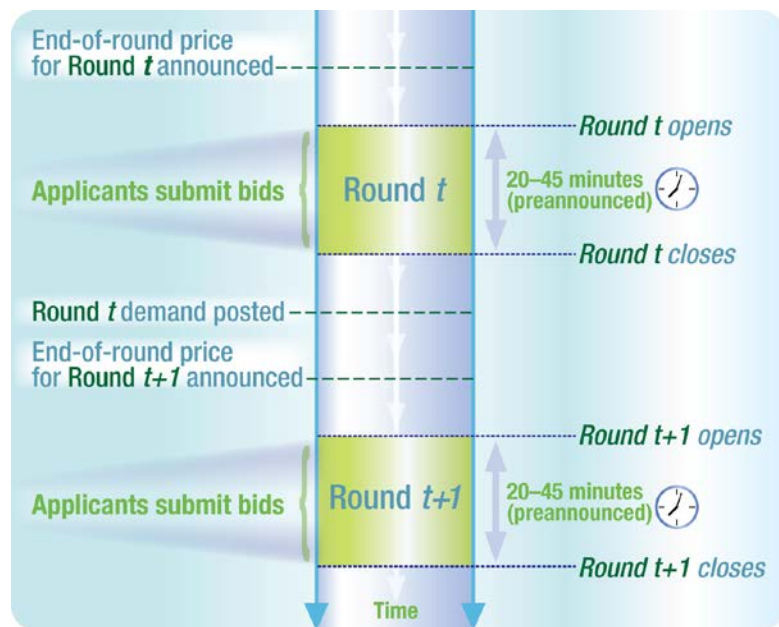 End-of-round price
for Round t announced
Round t opens
Applicants submit bids
Round t
20–45 minutes
(preannounced)
Round t closes
Round t demand posted
End-of-round price
for Round t+1 announced
Round t+1 opens
Applicants submit bids
Round t+1
20–45 minutes
(preannounced)
Round t+1 closes
Time